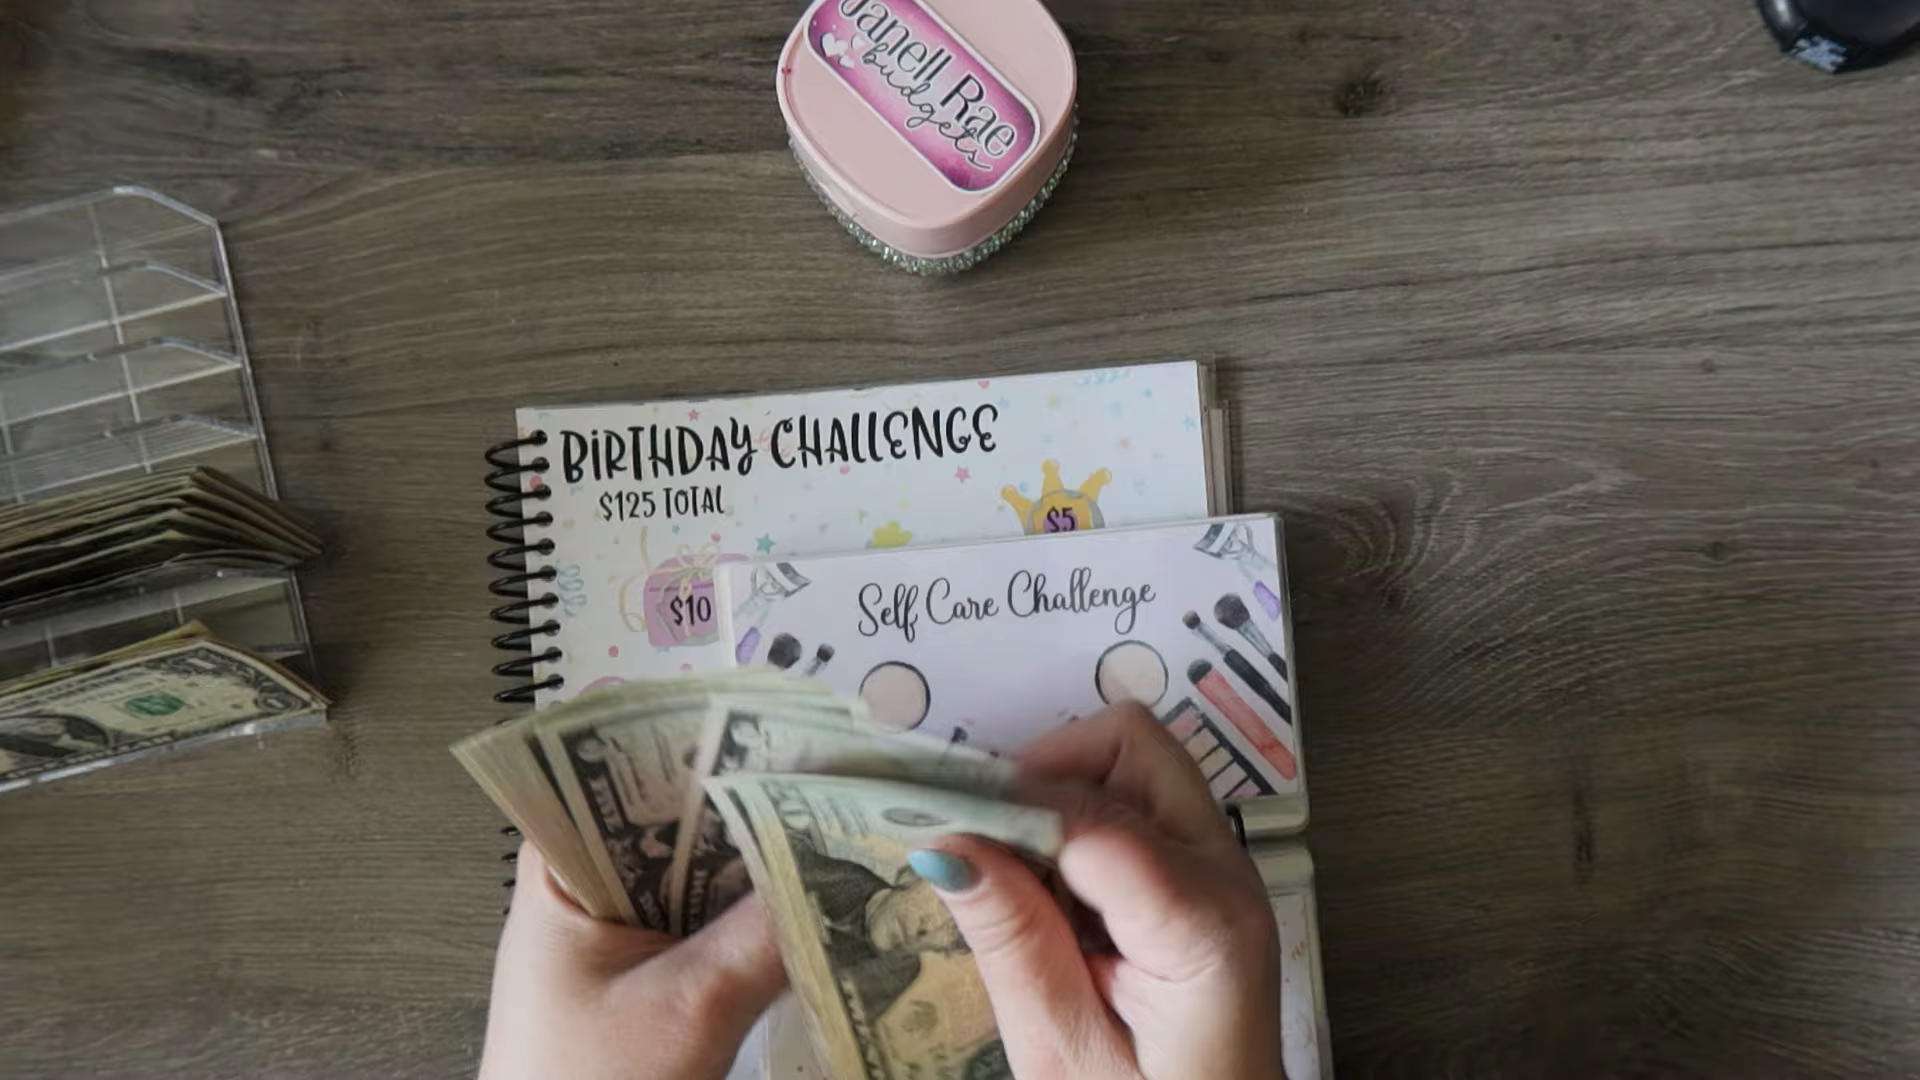 Janell Rae
budgets
BIRTHDAY CHALLENGE
$125 TOTAL
$5
$10
Self Care Challenge